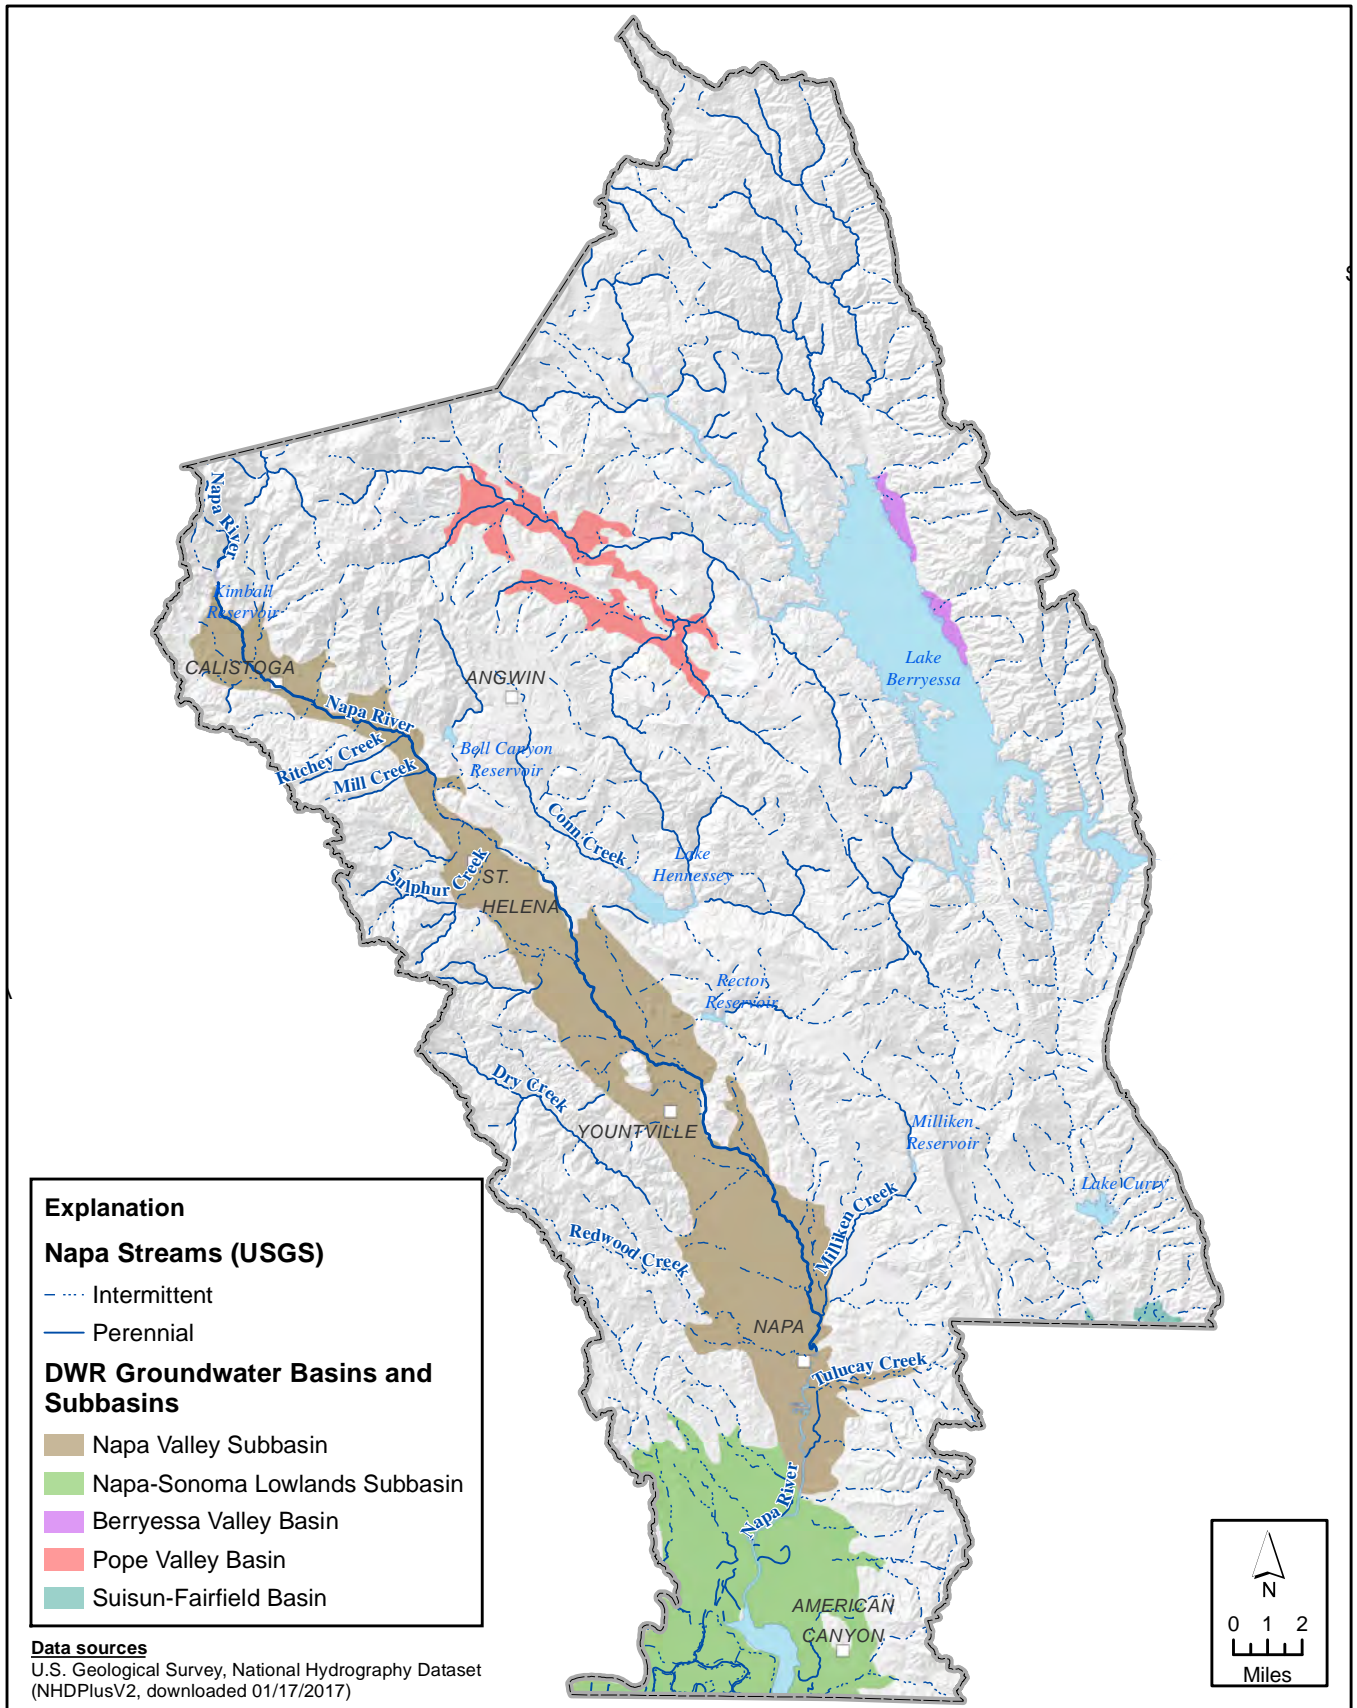 Napa River
Kimball
Reservoir
CALISTOGA
ANGWIN
Lake
Berryessa
Napa River
Ritchey Creek
Mill Creek
Bell Canyon
Reservoir
Conn Creek
Lake
Hennessey
Sulphur Creek
ST.
HELENA
Rector
Reservoir
Dry Creek
YOUNTVILLE
Milliken
Reservoir
Lake Curry
Milliken Creek
Redwood Creek
NAPA
Tulucay Creek
Napa River
AMERICAN
CANYON
Explanation
Napa Streams (USGS)
Intermittent
Perennial
DWR Groundwater Basins and
Subbasins
Napa Valley Subbasin
Napa-Sonoma Lowlands Subbasin
Berryessa Valley Basin
Pope Valley Basin
Suisun-Fairfield Basin
Data sources
U.S. Geological Survey, National Hydrography Dataset
(NHDPlusV2, downloaded 01/17/2017)
N
0 1 2
Miles